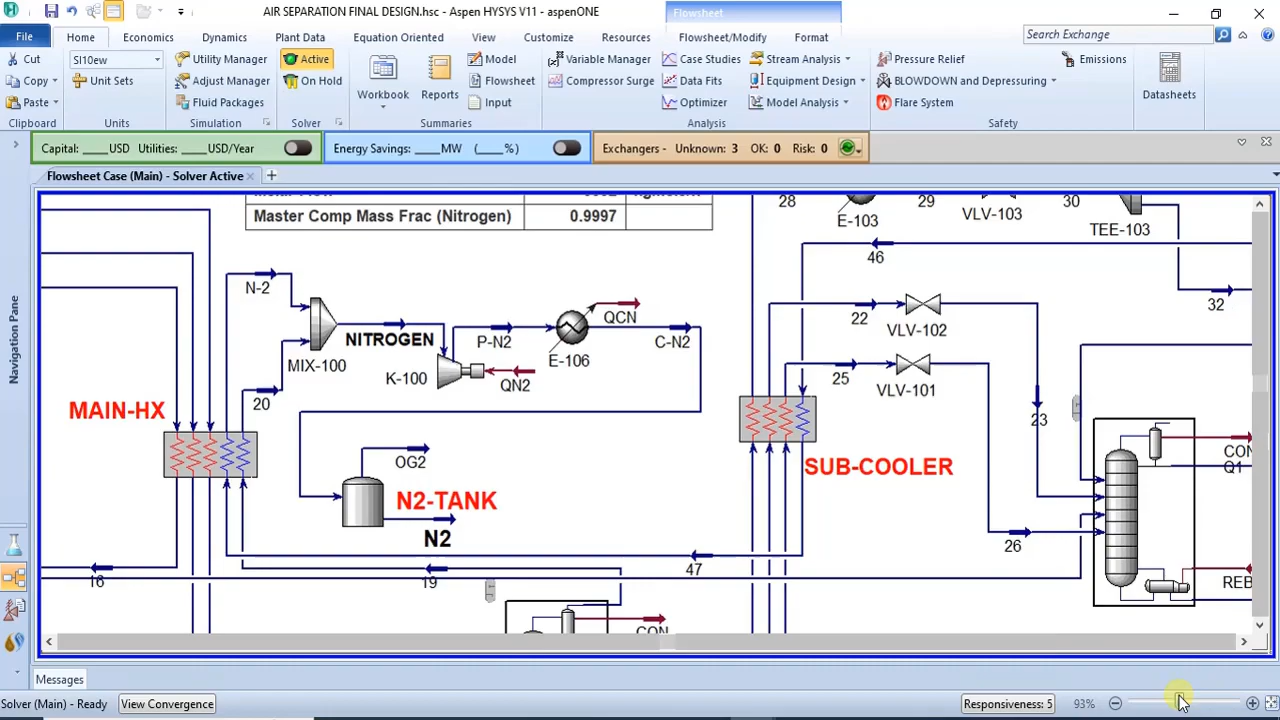 AIR SEPARATION FINAL DESIGN.hsc - Aspen HYSYS V11 - aspenONE
Flowsheet
File Home Economics Dynamics Plant Data Equation Oriented View Customize Resources Flowsheet/Modify Format
Search Exchange
Cut
Copy
Paste
Clipboard
SI10ew
Unit Sets
Units
Utility Manager
Adjust Manager
Fluid Packages
Simulation
Active
On Hold
Solver
Workbook
Reports
Model
Flowsheet
Input
Summaries
Variable Manager
Compressor Surge
Case Studies
Data Fits
Optimizer
Stream Analysis
Equipment Design
Model Analysis
Analysis
Pressure Relief
BLOWDOWN and Depressuring
Flare System
Emissions
Safety
Datasheets
Capital: ____USD Utilities: ____USD/Year
Energy Savings: ____MW (____%)
Exchangers - Unknown: 3 OK: 0 Risk: 0
Flowsheet Case (Main) - Solver Active
Navigation Pane
Master Comp Mass Frac (Nitrogen) 0.9997
28
E-103
29
VLV-103
30
TEE-103
46
32
N-2
MIX-100
NITROGEN
K-100
P-N2
QN2
E-106
QCN
C-N2
22
VLV-102
25
VLV-101
23
20
MAIN-HX
OG2
N2-TANK
N2
SUB-COOLER
CON
Q1
26
47
16
19
REB
CON
Messages
Solver (Main) - Ready
View Convergence
Responsiveness: 5
93%